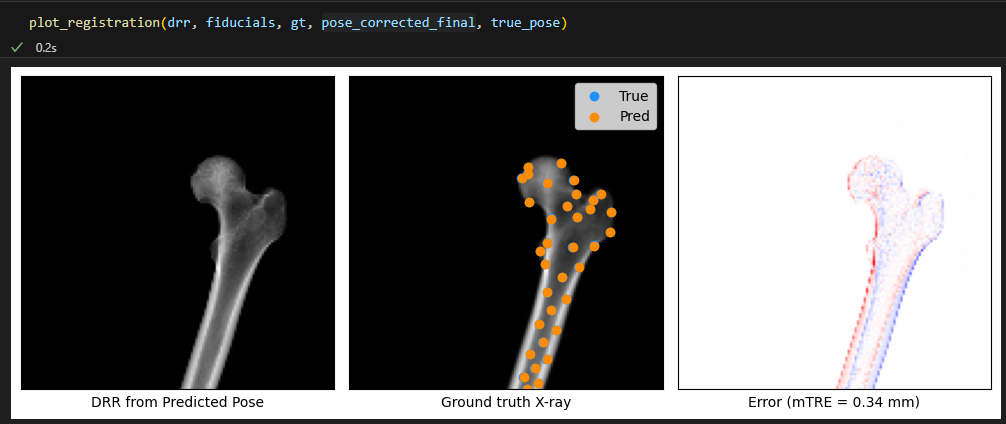 plot_registration(drr, fiducials, gt, pose_corrected_final, true_pose)
0.2s
True
Pred
DRR from Predicted Pose
Ground truth X-ray
Error (mTRE = 0.34 mm)